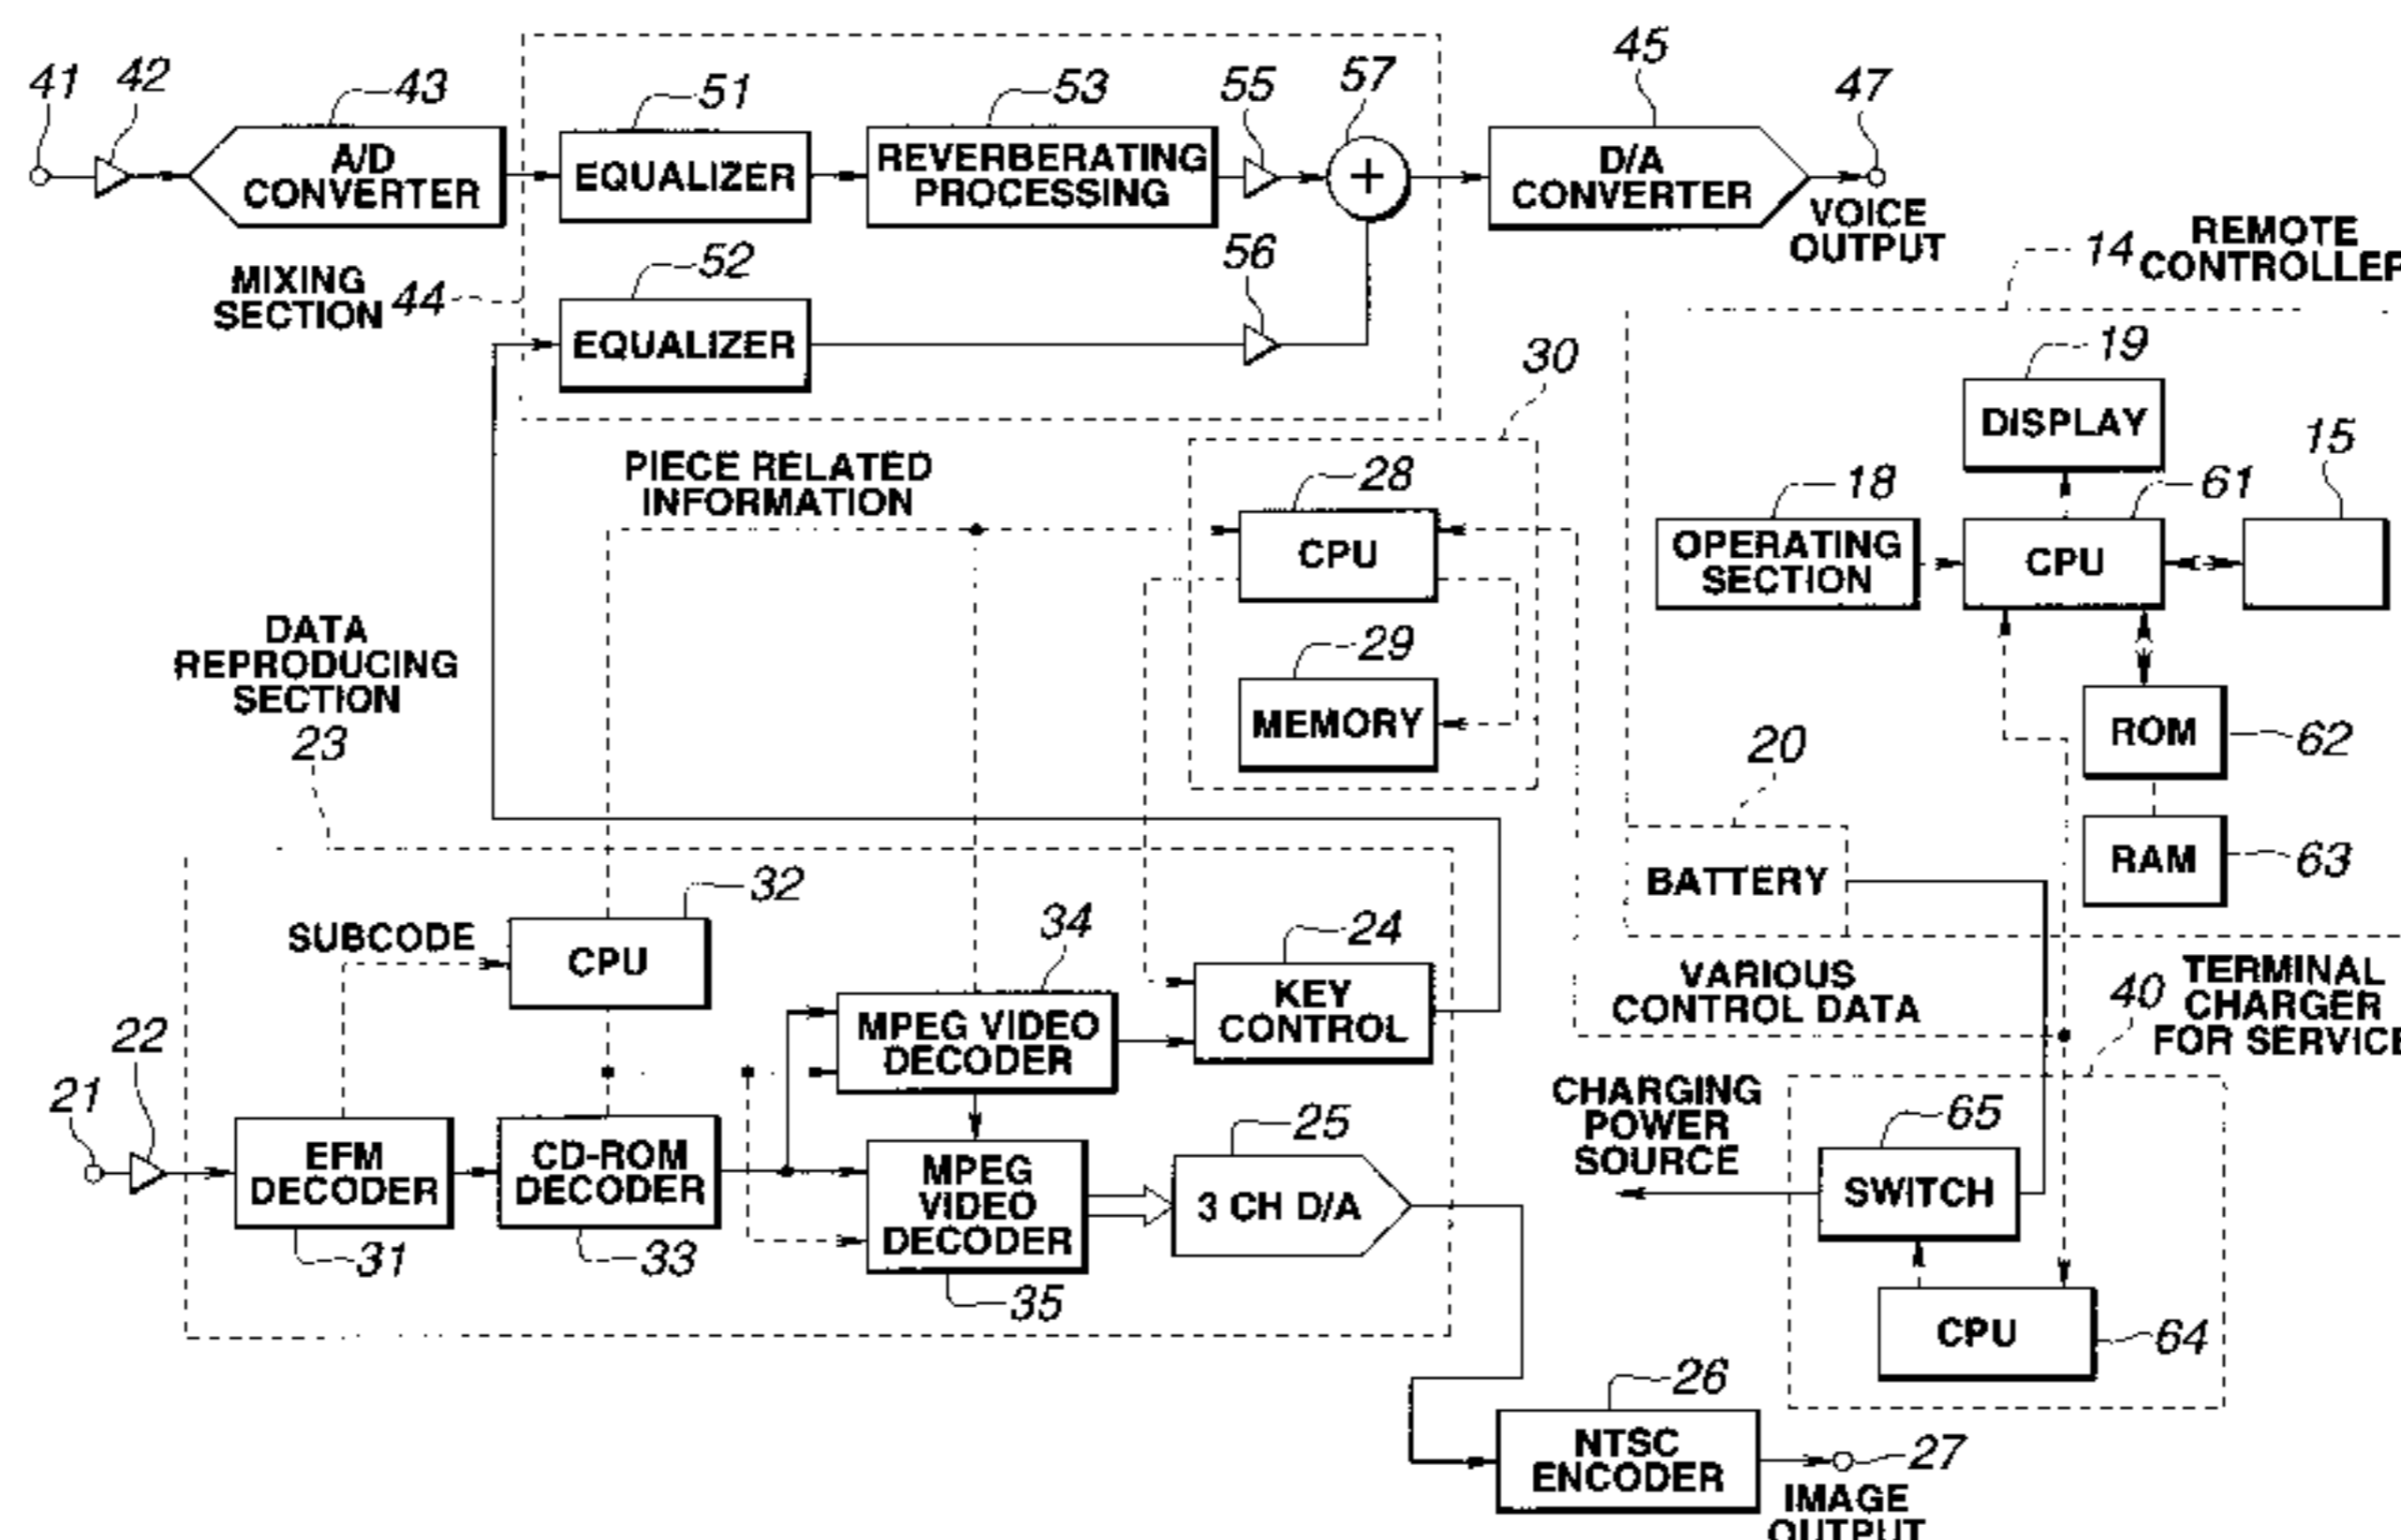 41
42
43
51
53
55
57
45
47
A/D
CONVERTER
EQUALIZER
REVERBERATING
PROCESSING
+
D/A
CONVERTER
VOICE
OUTPUT
MIXING
SECTION 44
52
EQUALIZER
56
14 REMOTE
CONTROLLER
30
19
DISPLAY
15
PIECE RELATED
INFORMATION
28
CPU
18
OPERATING
SECTION
61
CPU
29
MEMORY
DATA
REPRODUCING
SECTION
23
ROM
62
20
BATTERY
RAM
63
32
SUBCODE
CPU
34
MPEG VIDEO
DECODER
24
KEY
CONTROL
VARIOUS
CONTROL DATA
40 TERMINAL
CHARGER
FOR SERVICE
22
21
EFM
DECODER
31
CD-ROM
DECODER
33
MPEG
VIDEO
DECODER
35
25
3 CH D/A
CHARGING
POWER
SOURCE
65
SWITCH
CPU
64
26
NTSC
ENCODER
27
IMAGE
OUTPUT